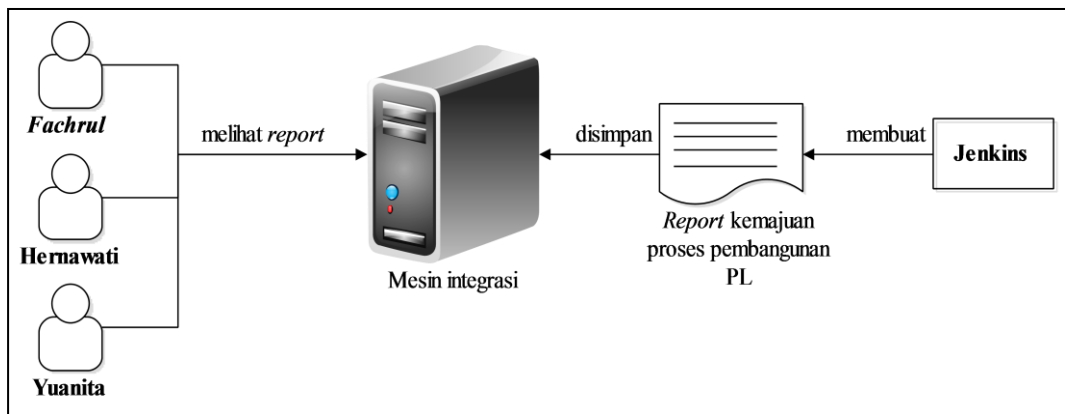 Fachrul
Hernawati
Yuanita
melihat report
Mesin integrasi
disimpan
Report kemajuan
proses pembangunan
PL
membuat
Jenkins